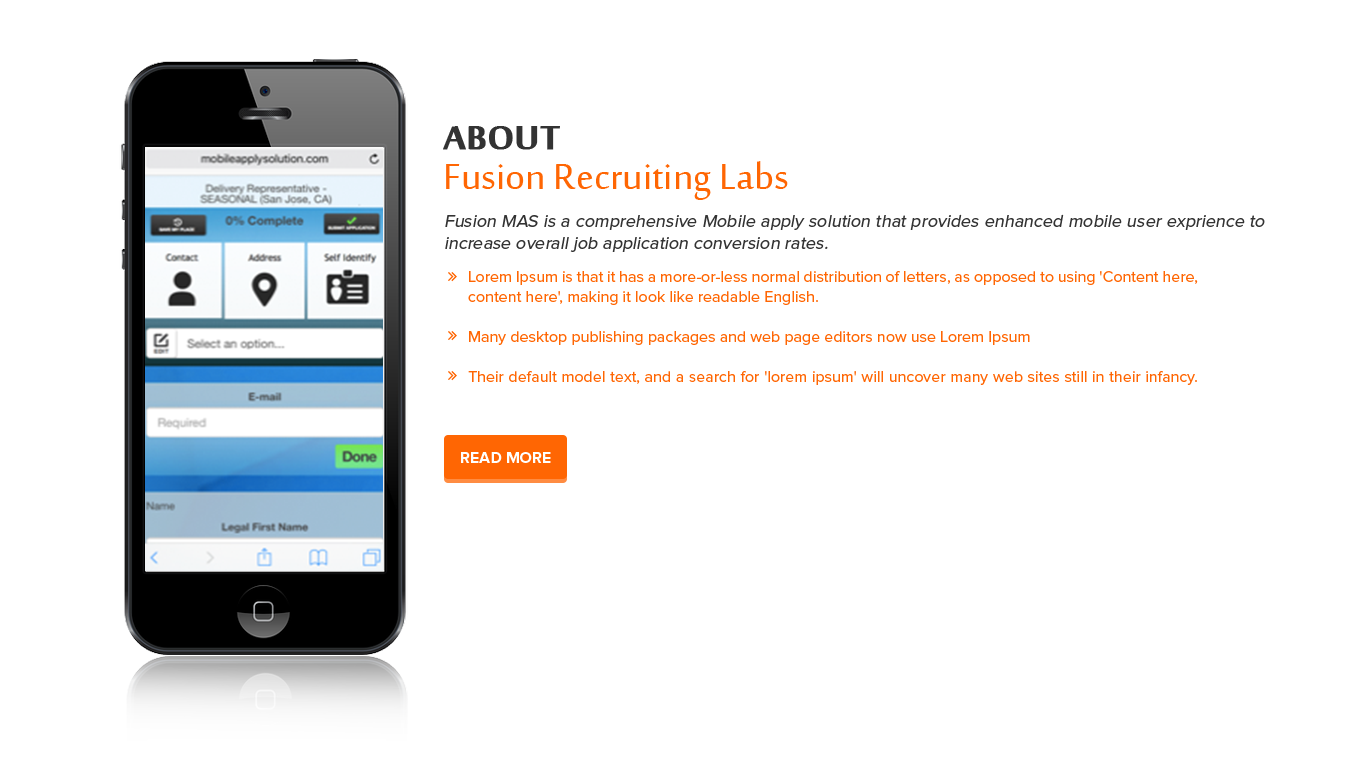 mobileapplysolution.com
Delivery Representative -
SEASONAL (San Jose, CA)
SAVE MY PLACE
0% Complete
SUBMIT APPLICATION
Contact
Address
Self Identify
EDIT
Select an option...
E-mail
Required
Done
Name
Legal First Name
ABOUT
Fusion Recruiting Labs
Fusion MAS is a comprehensive Mobile apply solution that provides enhanced mobile user exprience to
increase overall job application conversion rates.
Lorem Ipsum is that it has a more-or-less normal distribution of letters, as opposed to using 'Content here,
content here', making it look like readable English.
Many desktop publishing packages and web page editors now use Lorem Ipsum
Their default model text, and a search for 'lorem ipsum' will uncover many web sites still in their infancy.
READ MORE